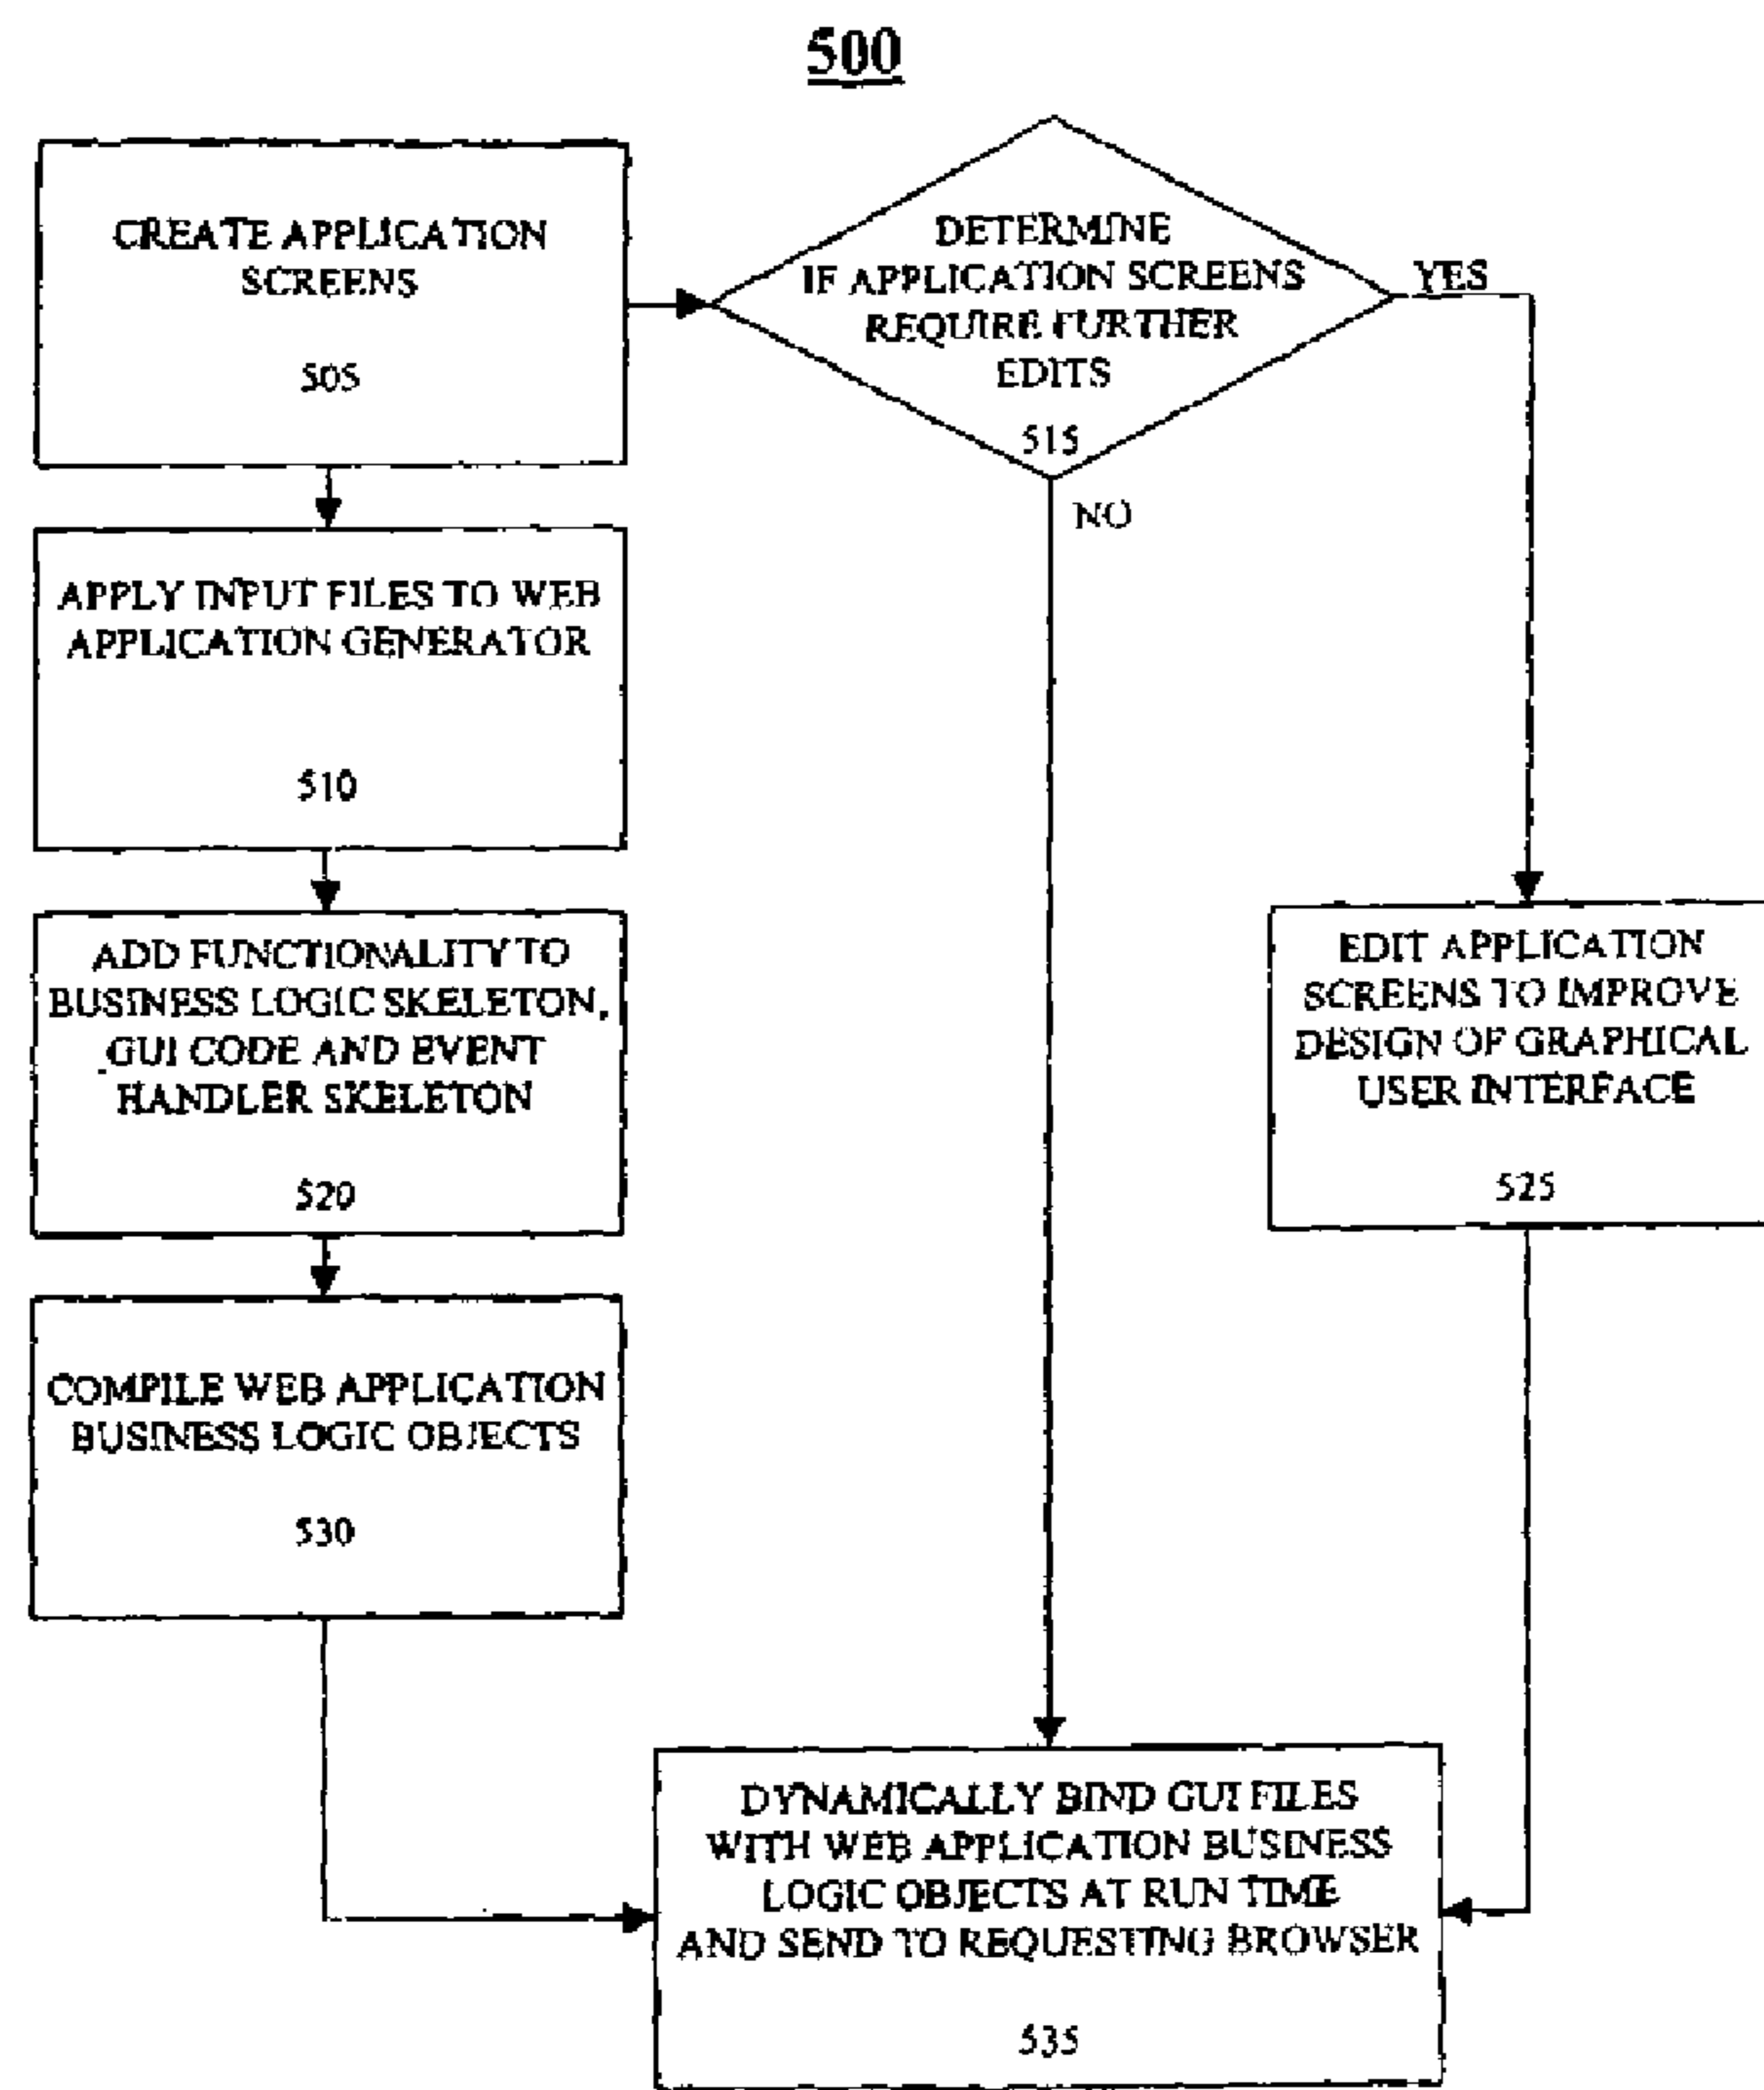 500
CREATE APPLICATION
SCREENS
505
DETERMINE
IF APPLICATION SCREENS
REQUIRE FURTHER
EDITS
515
YES
NO
APPLY INPUT FILES TO WEB
APPLICATION GENERATOR
510
ADD FUNCTIONALITY TO
BUSINESS LOGIC SKELETON,
GUI CODE AND EVENT
HANDLER SKELETON
520
EDIT APPLICATION
SCREENS TO IMPROVE
DESIGN OF GRAPHICAL
USER INTERFACE
525
COMPILE WEB APPLICATION
BUSINESS LOGIC OBJECTS
530
DYNAMICALLY BIND GUI FILES
WITH WEB APPLICATION BUSINESS
LOGIC OBJECTS AT RUN TIME
AND SEND TO REQUESTING BROWSER
535